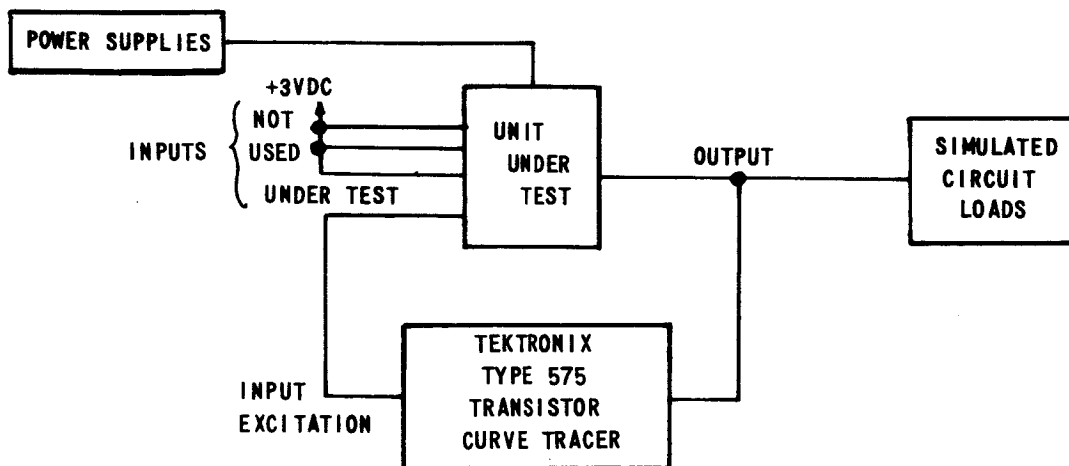 POWER SUPPLIES
+3VDC
INPUTS
NOT
USED
UNDER TEST
UNIT
UNDER
TEST
OUTPUT
SIMULATED
CIRCUIT
LOADS
INPUT
EXCITATION
TEKTRONIX
TYPE 575
TRANSISTOR
CURVE TRACER